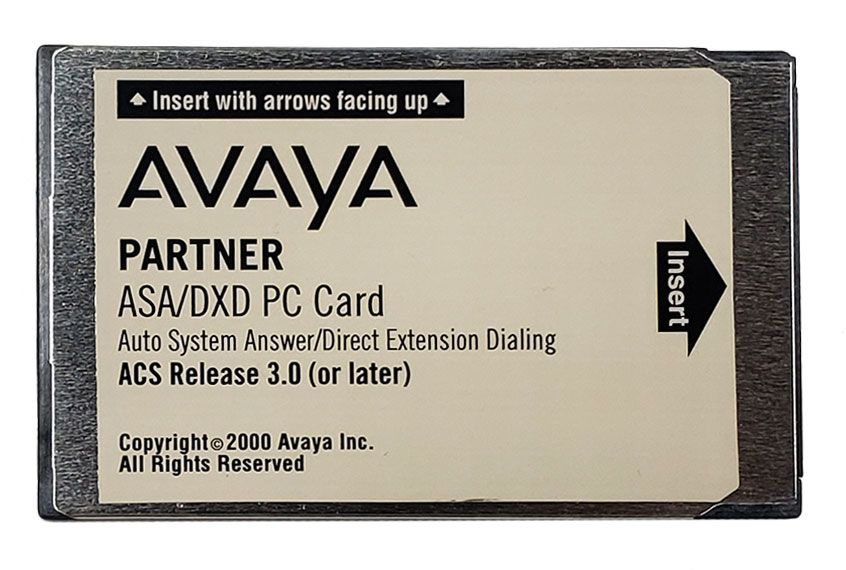 Insert with arrows facing up
AVAYA
PARTNER
ASA/DXD PC Card
Auto System Answer/Direct Extension Dialing
ACS Release 3.0 (or later)
Copyright©2000 Avaya Inc.
All Rights Reserved
Insert